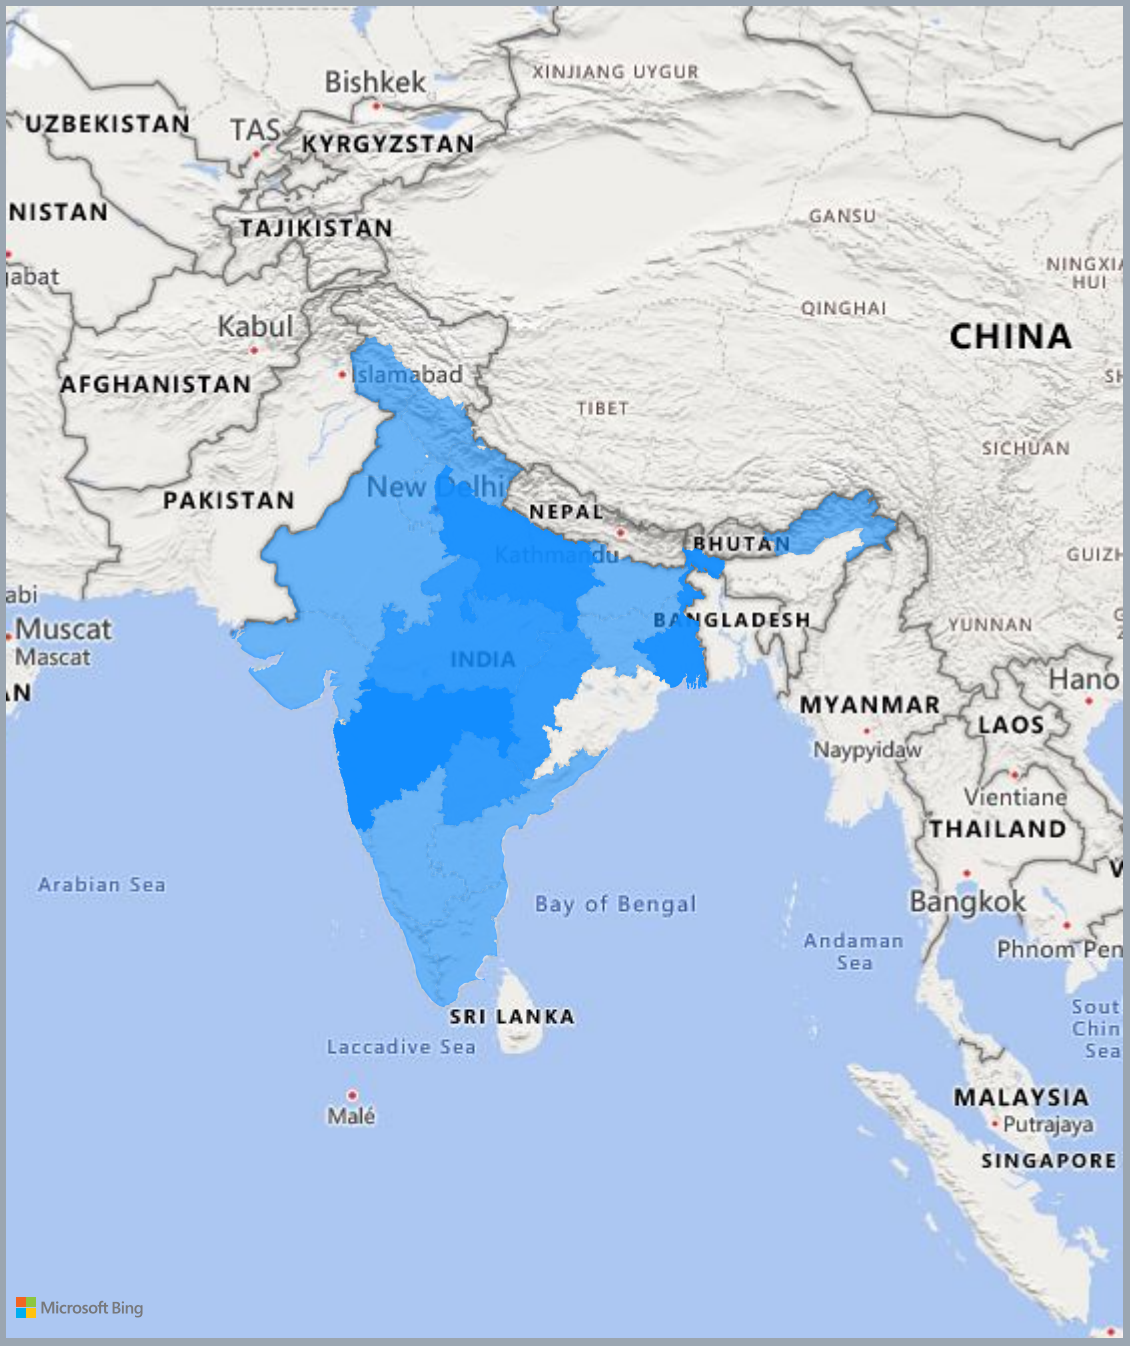 Bishkek
XINJIANG UYGUR
UZBEKISTAN
TAS
KYRGYZSTAN
NISTAN
TAJIKISTAN
GANSU
NINGXIA
HUI
QINGHAI
Kabul
CHINA
AFGHANISTAN
Islamabad
SH
TIBET
SICHUAN
New Delhi
PAKISTAN
NEPAL
BHUTAN
Kathmandu
GUIZH
abi
Muscat
Mascat
AN
BANGLADESH
YUNNAN
INDIA
Hano
MYANMAR
LAOS
Naypyidaw
Vientiane
THAILAND
Arabian Sea
Bay of Bengal
Bangkok
Andaman
Sea
Phnom Pen
SRI LANKA
Sout
Chin
Sea
Laccadive Sea
Malé
MALAYSIA
Putrajaya
SINGAPORE
Microsoft Bing